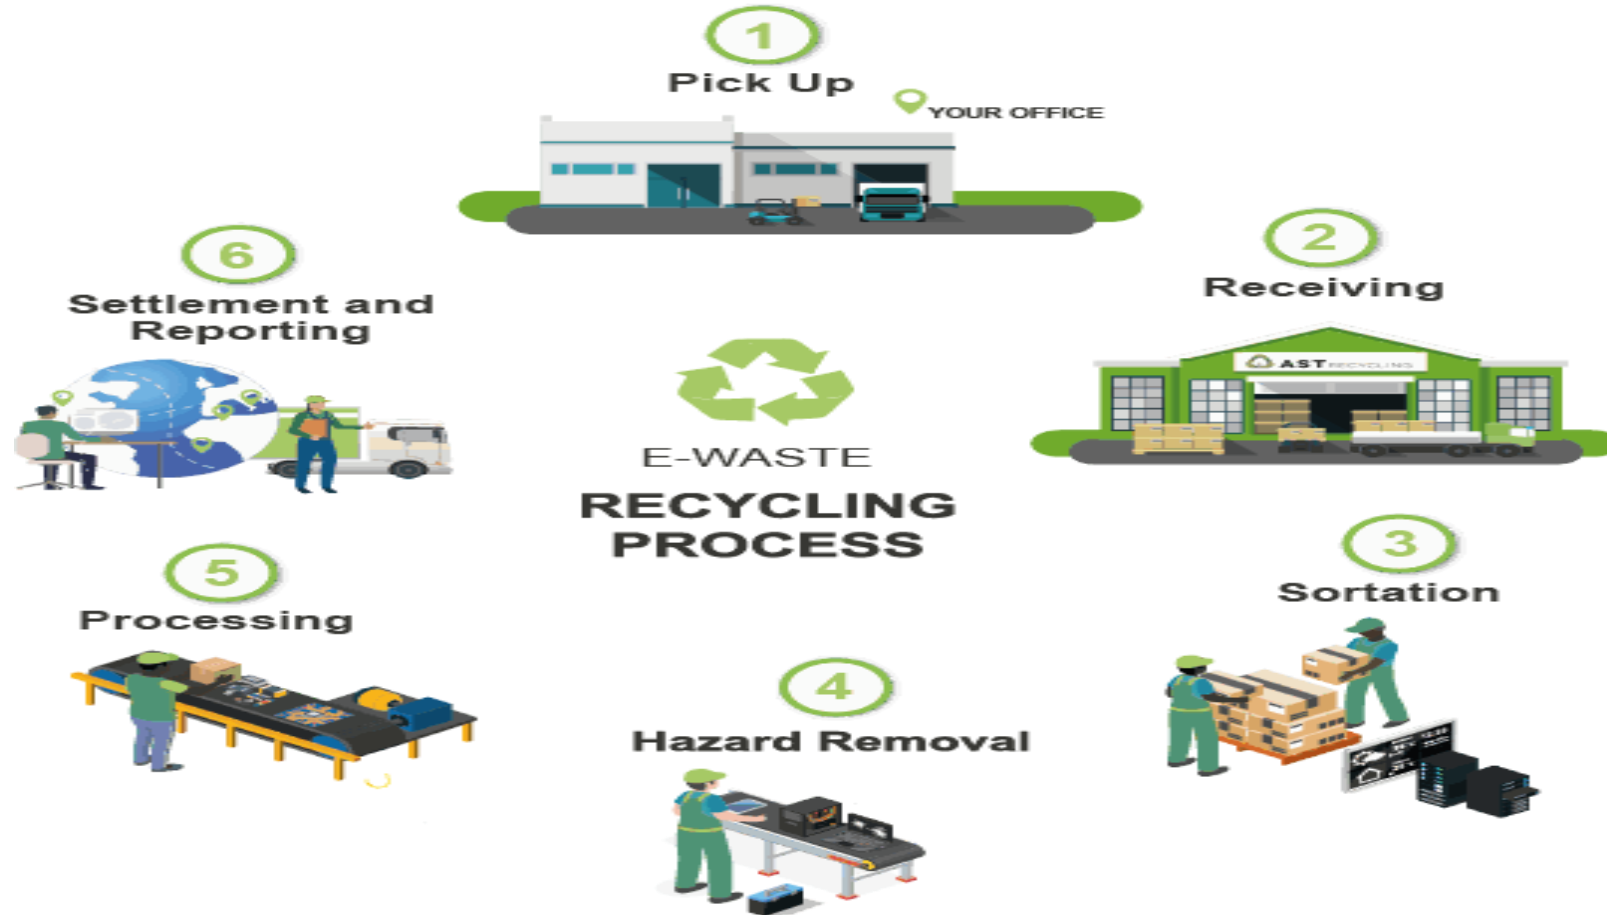 1
Pick Up
YOUR OFFICE
2
Receiving
AST RECYCLING
3
Sortation
4
Hazard Removal
5
Processing
6
Settlement and
Reporting
E-WASTE
RECYCLING
PROCESS